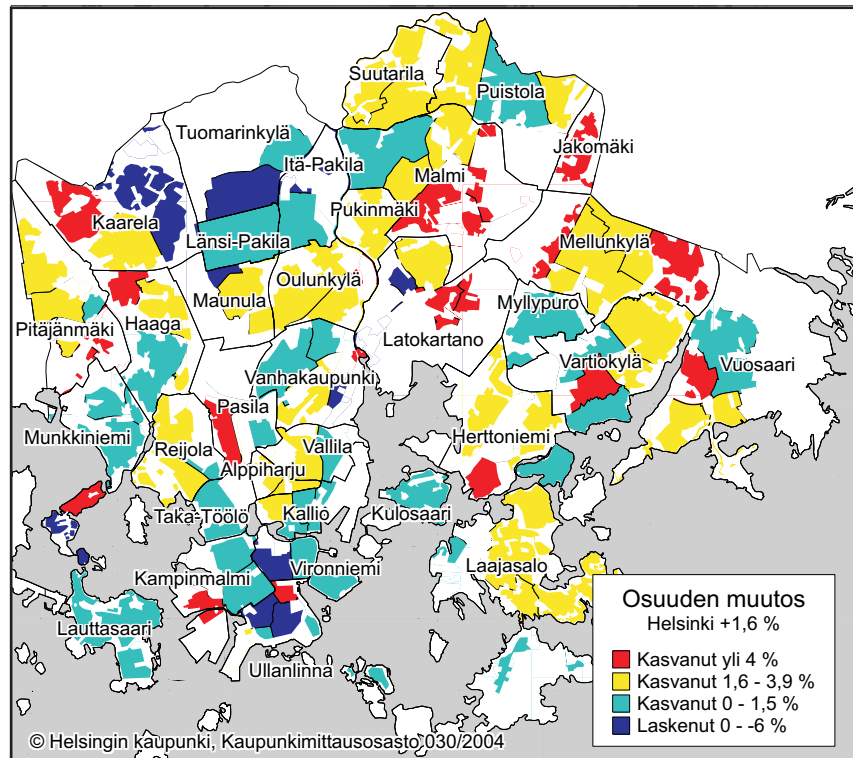 Suutarila
Puistola
Tuomarinkylä
Itä-Pakila
Jakomäki
Malmi
Kaarela
Pukinmäki
Länsi-Pakila
Mellunkylä
Oulunkylä
Maunula
Myllypuro
Pitäjänmäki
Haaga
Latokartano
Vartiokylä
Vuosaari
Vanhakaupunki
Pasila
Munkkiniemi
Herttoniemi
Reijola
Vallila
Alppiharju
Taka-Töölö
Kallio
Kulosaari
Vironniemi
Laajasalo
Kampinmalmi
Lauttasaari
Ullanlinna
Osuuden muutos
Helsinki +1,6 %
Kasvanut yli 4 %
Kasvanut 1,6 - 3,9 %
Kasvanut 0 - 1,5 %
Laskenut 0 - -6 %
© Helsingin kaupunki, Kaupunkimittausosasto 030/2004